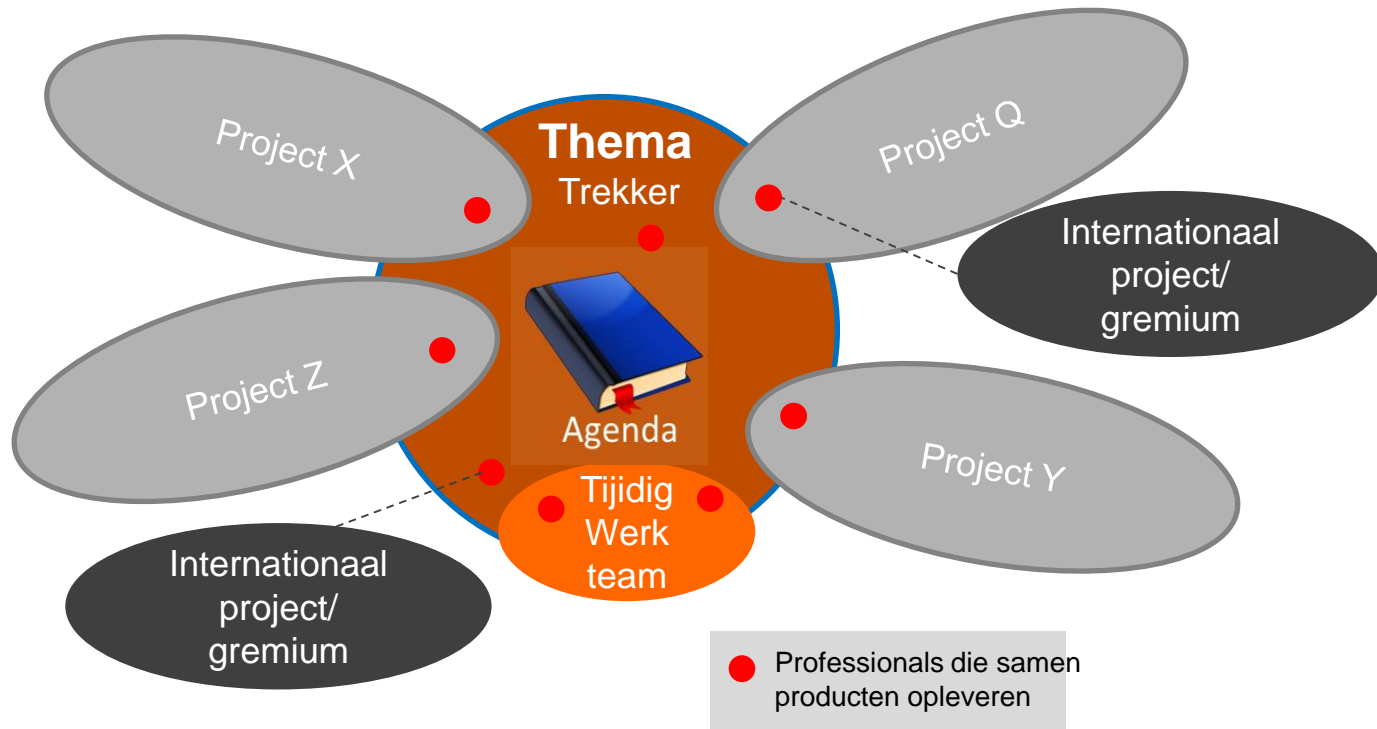 Thema
Trekker
Project X
Project Q
Internationaal
project/
gremium
Project Z
Agenda
Project Y
Tijidig
Werk
team
Internationaal
project/
gremium
Professionals die samen
producten opleveren